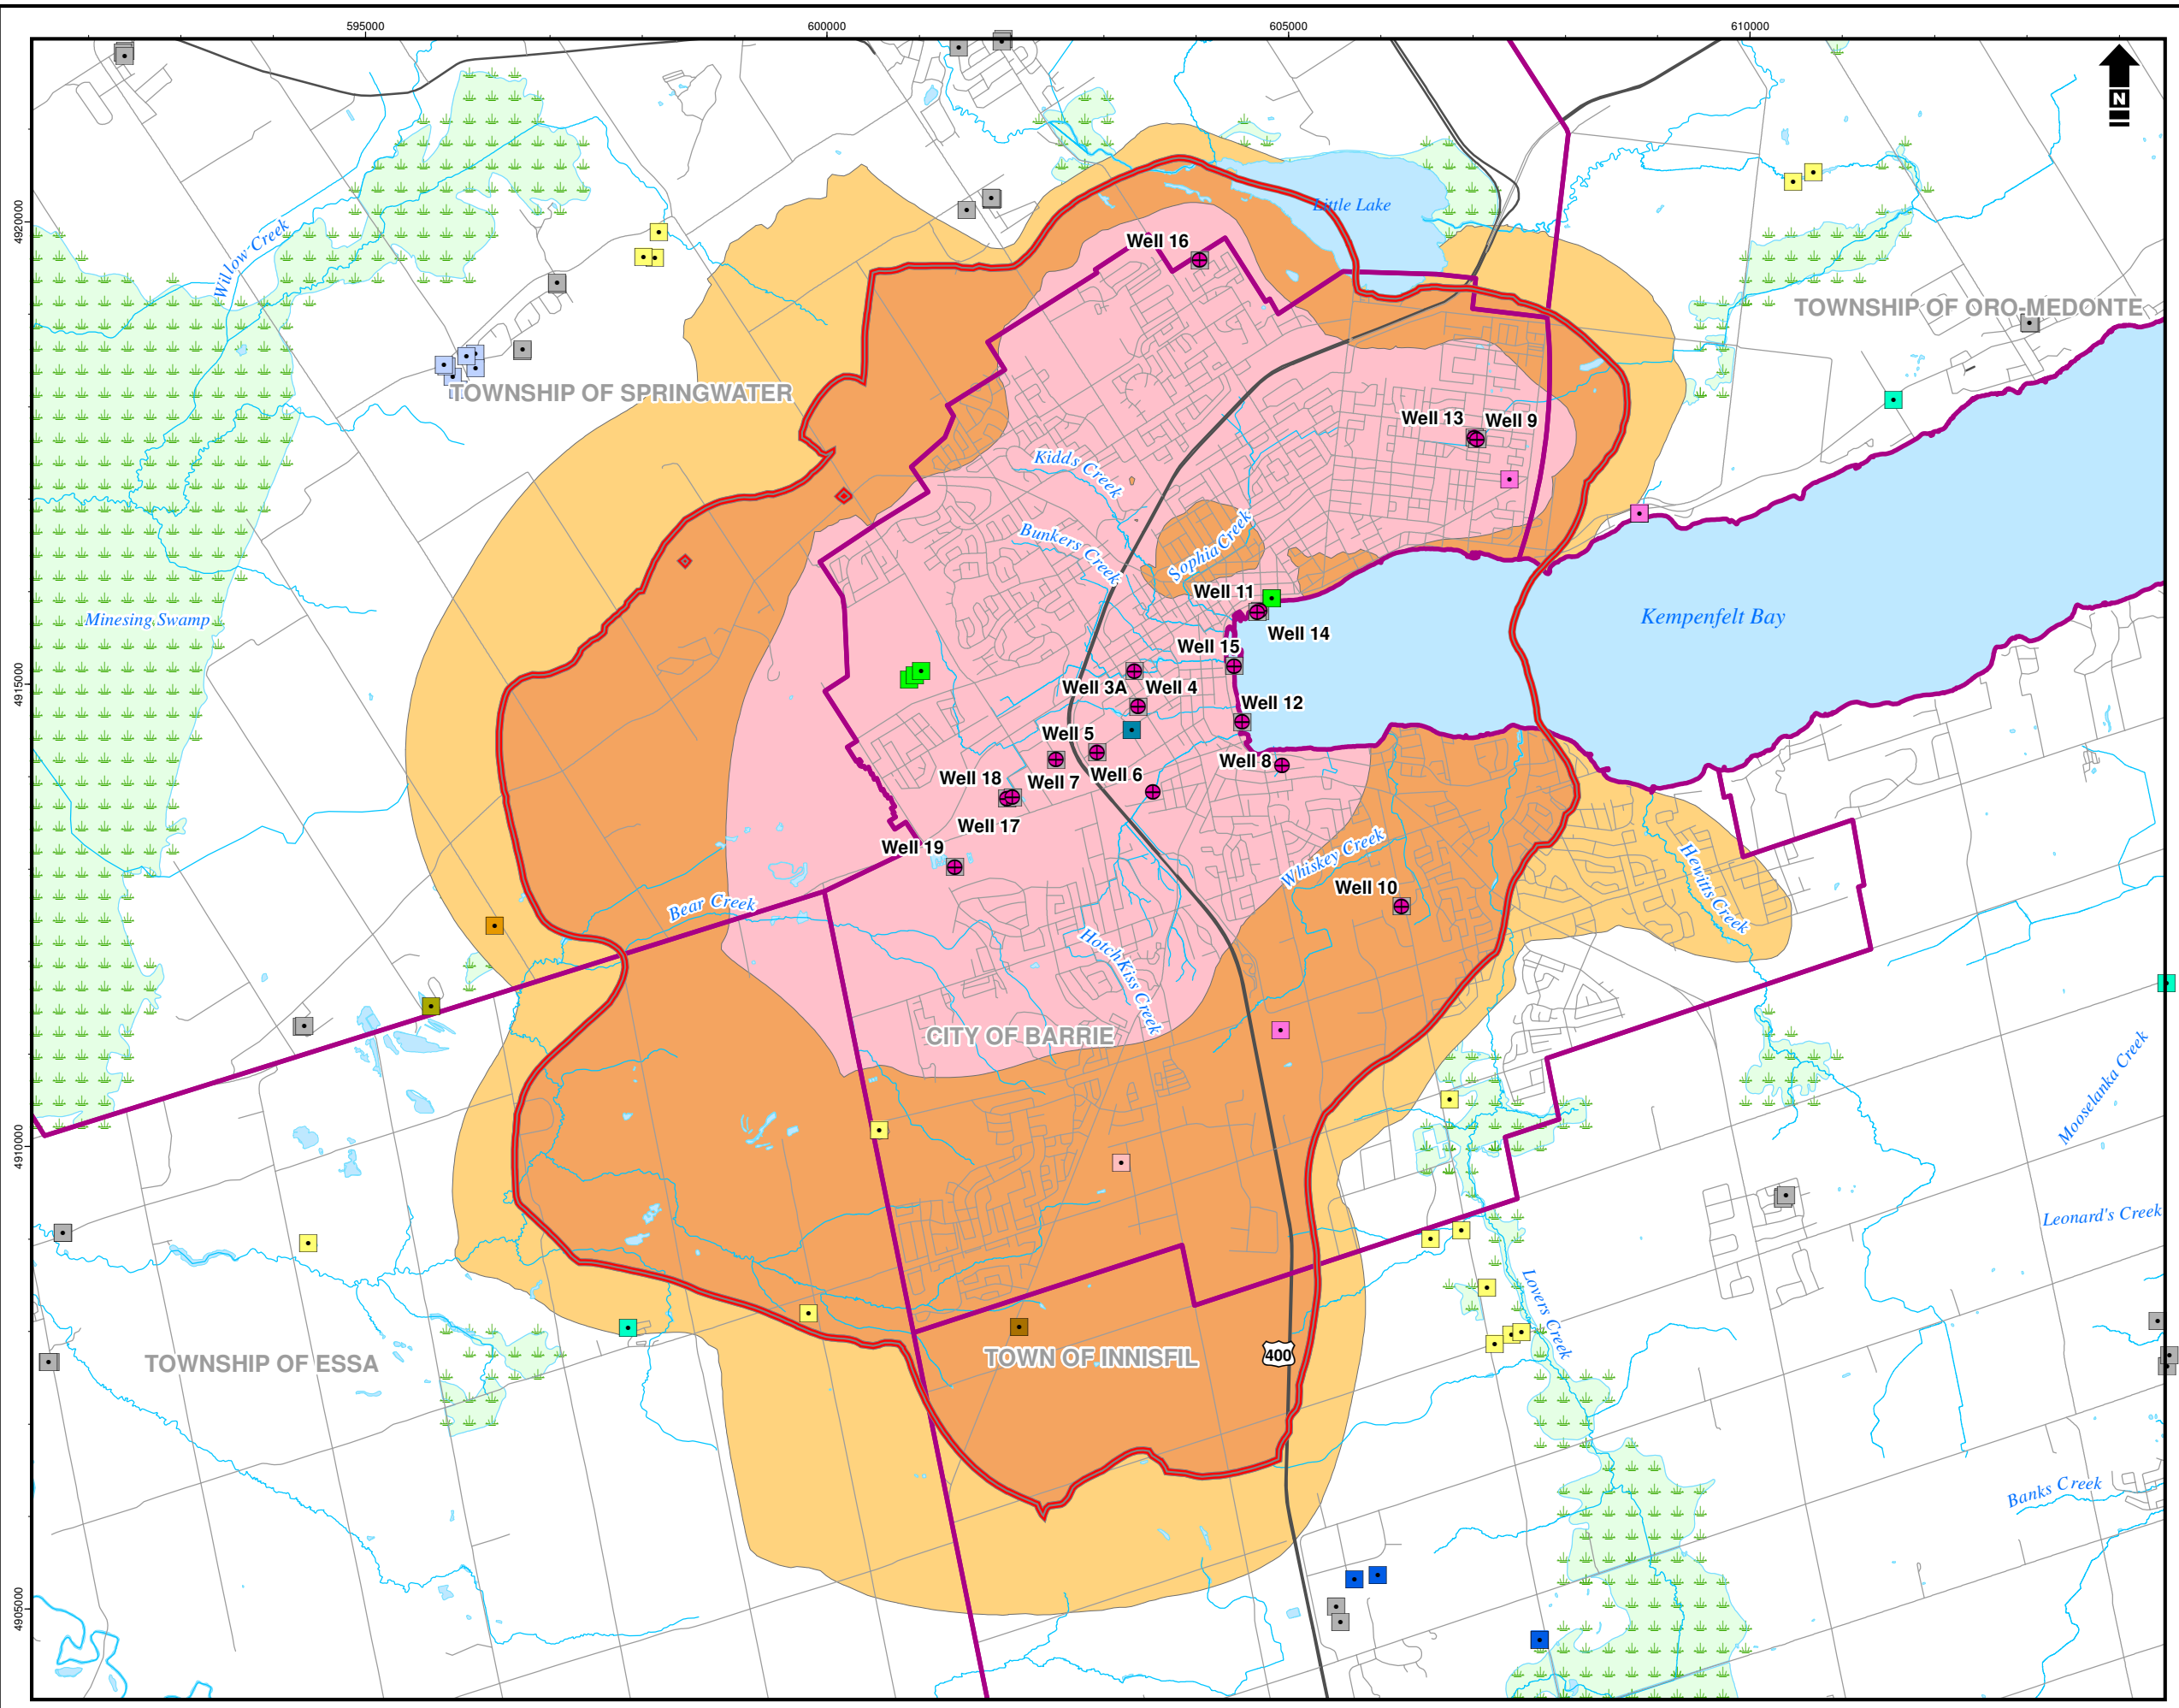 595000
600000
605000
610000
N
4920000
4915000
4910000
4905000
Willow Creek
Little Lake
Well 16
TOWNSHIP OF ORO-MEDONTE
TOWNSHIP OF SPRINGWATER
Well 13
Well 9
Kidds Creek
Bunkers Creek
Sophia Creek
Minesing Swamp
Kempenfelt Bay
Well 11
Well 14
Well 15
Well 3A
Well 4
Well 12
Well 5
Well 8
Well 18
Well 7
Well 6
Well 17
Well 19
Whiskey Creek
Hewitts Creek
Well 10
Bear Creek
HotchKiss Creek
CITY OF BARRIE
Mooselanka Creek
Leonard's Creek
Lovers Creek
400
TOWNSHIP OF ESSA
TOWN OF INNISFIL
Banks Creek